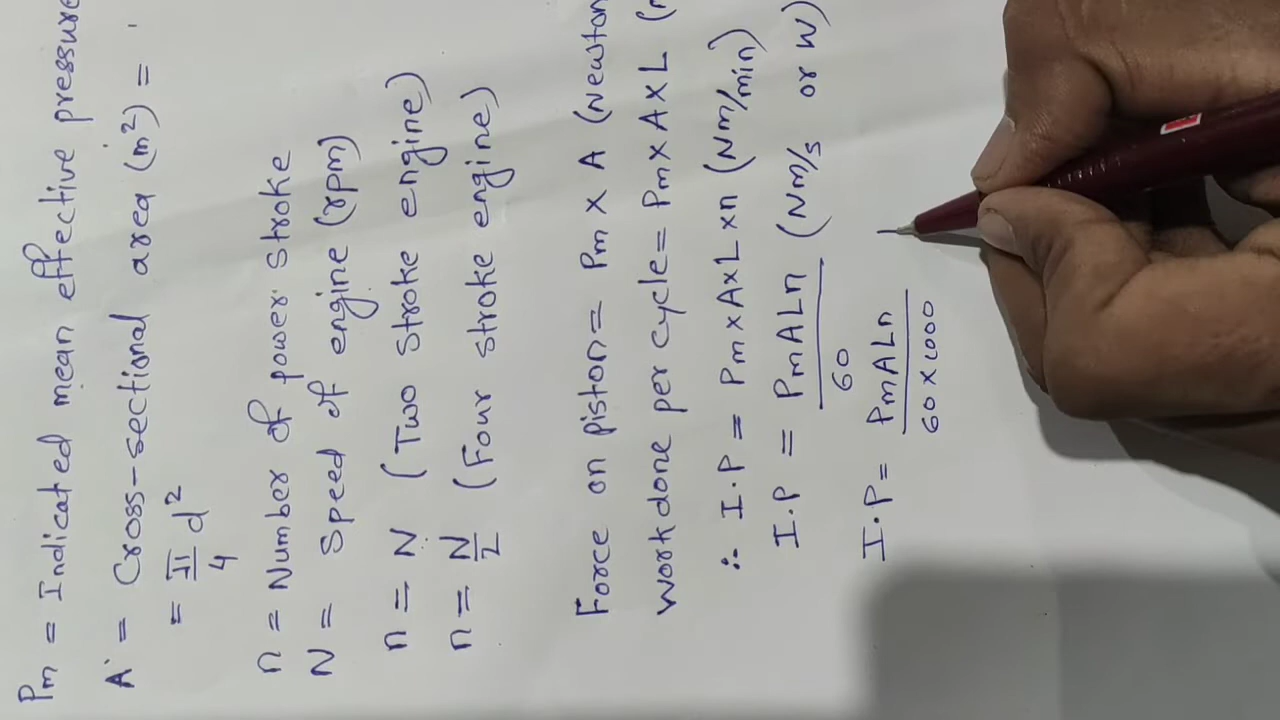 Pm = Indicated mean effective pressure
A = Cross-sectional area (m²) =
= π/4 d²
n = Number of power stroke
N = Speed of engine (rpm)
n = N (Two stroke engine)
n = N/2 (Four stroke engine)
Force on piston = Pm × A (Newton
Workdone per cycle = Pm × A × L (
∴ I.P = Pm × A × L × n (Nm/min)
I.P = PmALn/60 (Nm/s or W)
I.P = PmALn/60×1000